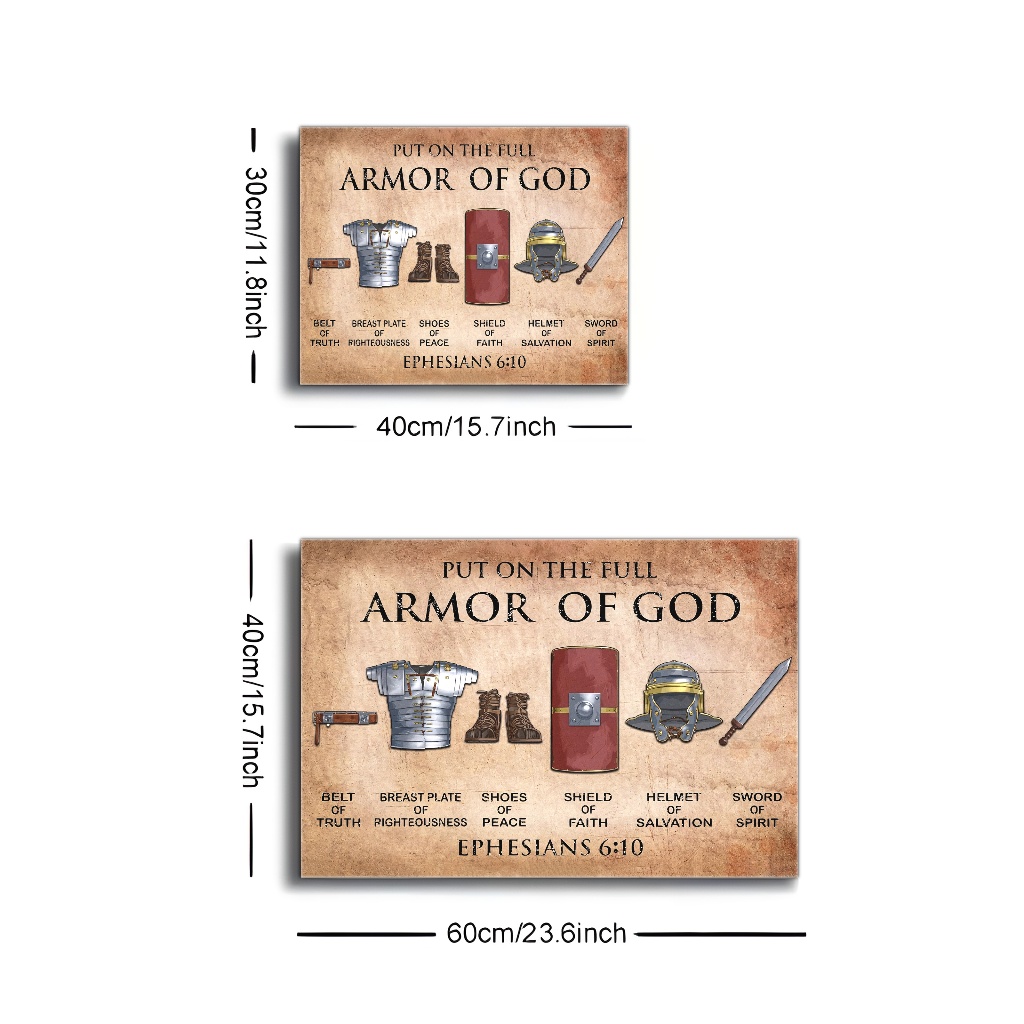 PUT ON THE FULL
ARMOR OF GOD
BELT
OF
TRUTH
BREAST PLATE
OF
RIGHTEOUSNESS
SHOES
OF
PEACE
SHIELD
OF
FAITH
HELMET
OF
SALVATION
SWORD
OF
SPIRIT
EPHESIANS 6:10
30cm/11.8inch
40cm/15.7inch
PUT ON THE FULL
ARMOR OF GOD
BELT
OF
TRUTH
BREAST PLATE
OF
RIGHTEOUSNESS
SHOES
OF
PEACE
SHIELD
OF
FAITH
HELMET
OF
SALVATION
SWORD
OF
SPIRIT
EPHESIANS 6:10
40cm/15.7inch
60cm/23.6inch